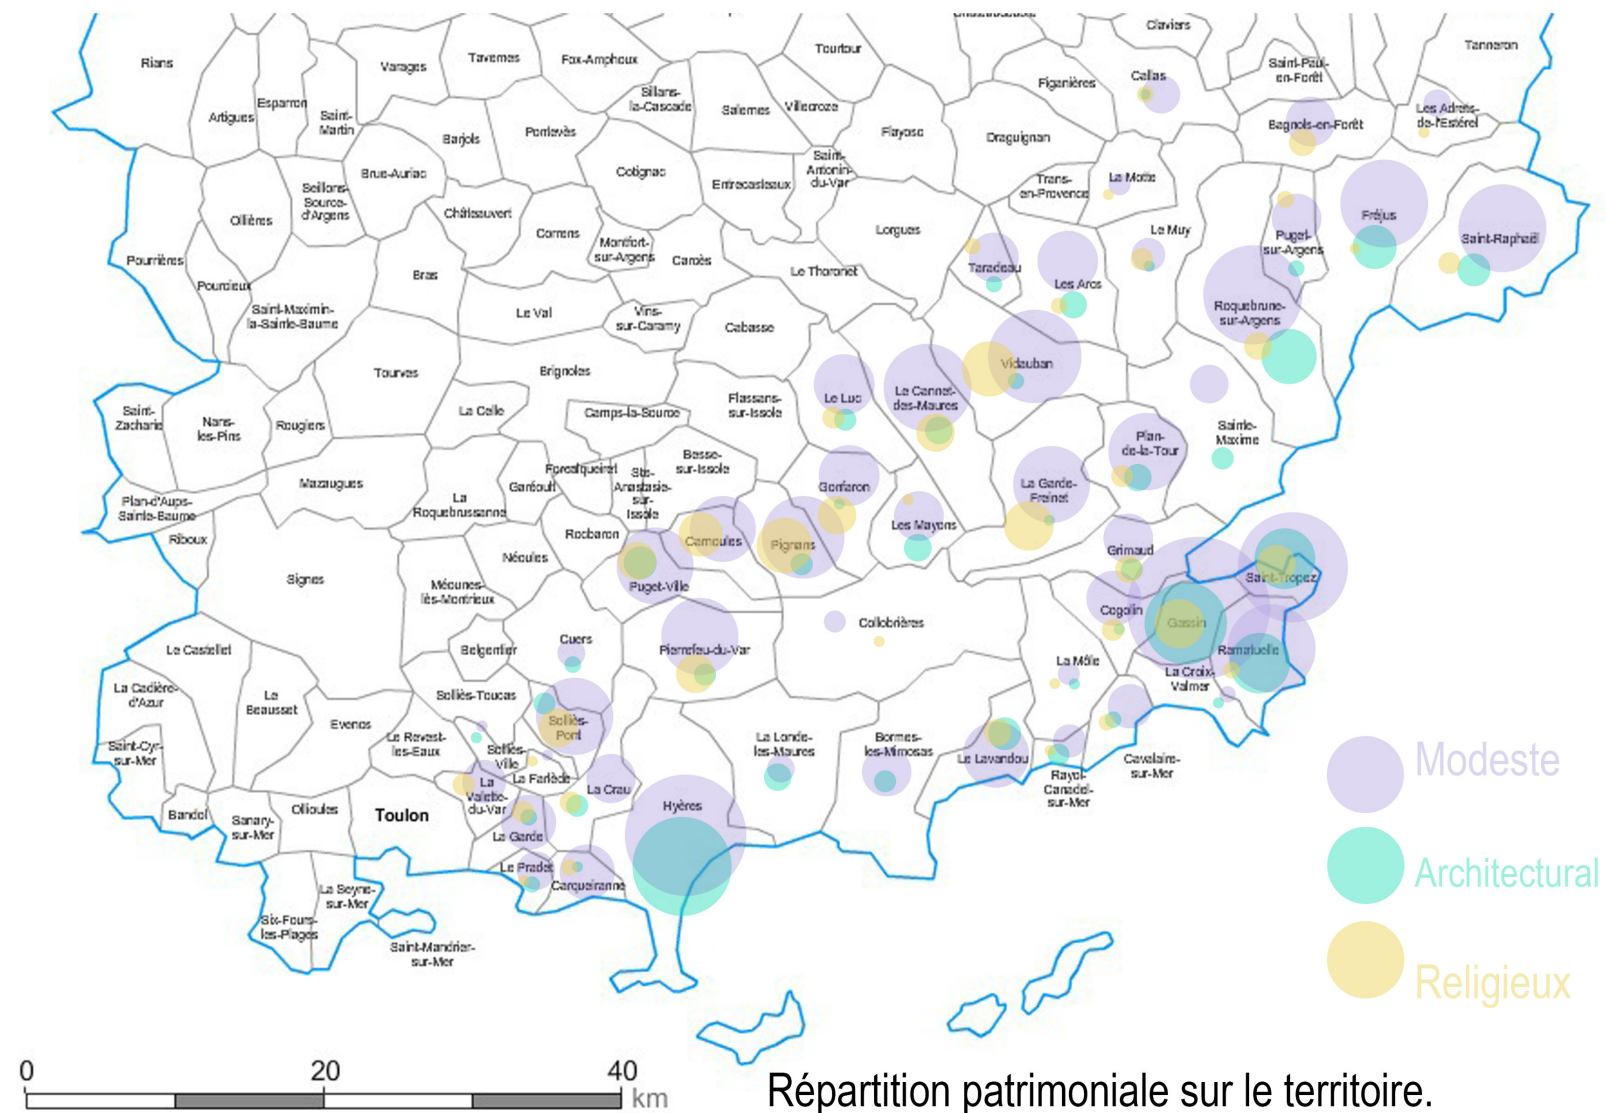 Claviers
Tanneron
Rians
Varages
Tavernes
Fox-Amphoux
Tourtour
Saint-Paul-
en-Forêt
Figanières
Callas
Artigues
Esparron
Saint-
Martin
Sillans-
la-Cascade
Salernes
Villecroze
Les Adrets-
de-l'Estérel
Barjols
Pontevès
Flayosc
Draguignan
Bagnols-en-Forêt
Brue-Auriac
Cotignac
Entrecasteaux
Saint-
Antonin-
du-Var
Trans-
en-Provence
La Motte
Seillons-
Source-
d'Argens
Ollières
Châteauvert
Correns
Montfort-
sur-Argens
Carcès
Lorgues
Le Muy
Puget-
sur-Argens
Fréjus
Saint-Raphaël
Pourrières
Pourcieux
Bras
Le Thoronet
Taradeau
Les Arcs
Saint-Maximin-
la-Sainte-Baume
Le Val
Vins-
sur-Caramy
Cabasse
Roquebrune-
sur-Argens
Tourves
Brignoles
Vidauban
Saint-
Zacharie
Nans-
les-Pins
Rougiers
La Celle
Camps-la-Source
Flassans-
sur-Issole
Le Luc
Le Cannet-
des-Maures
Plan-
de-la-Tour
Sainte-
Maxime
Mazaugues
La
Roquebrussanne
Garéoult
Forcalqueiret
Ste-
Anastasie-
sur-
Issole
Besse-
sur-Issole
Gonfaron
La Garde-
Freinet
Plan-d'Aups-
Sainte-Baume
Riboux
Rocbaron
Carnoules
Pignans
Les Mayons
Grimaud
Signes
Néoules
Méounes-
lès-Montrieux
Puget-Ville
Saint-Tropez
Cogolin
Gassin
Collobrières
Le Castellet
Belgentier
Cuers
Pierrefeu-du-Var
Ramatuelle
La Môle
La Croix-
Valmer
La Cadière-
d'Azur
Le
Beausset
Evenos
Solliès-Toucas
Solliès-
Pont
Le Revest-
les-Eaux
Solliès-
Ville
La Farlède
Saint-Cyr-
sur-Mer
La Londe-
les-Maures
Bormes-
les-Mimosas
Le Lavandou
Rayol-
Canadel-
sur-Mer
Cavalaire-
sur-Mer
La
Valette-
du-Var
La Crau
Hyères
Bandol
Sanary-
sur-Mer
Ollioules
Toulon
La Garde
Le Pradet
Carqueiranne
La Seyne-
sur-Mer
Six-Fours-
les-Plages
Saint-Mandrier-
sur-Mer
Modeste
Architectural
Religieux
0 20 40
km
Répartition patrimoniale sur le territoire.